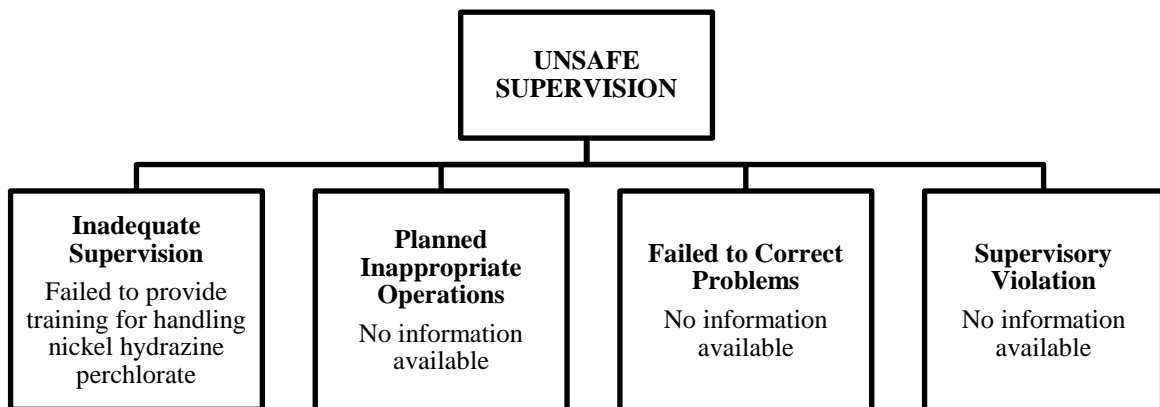 UNSAFE
SUPERVISION
Inadequate
Supervision
Failed to provide
training for handling
nickel hydrazine
perchlorate
Planned
Inappropriate
Operations
No information
available
Failed to Correct
Problems
No information
available
Supervisory
Violation
No information
available